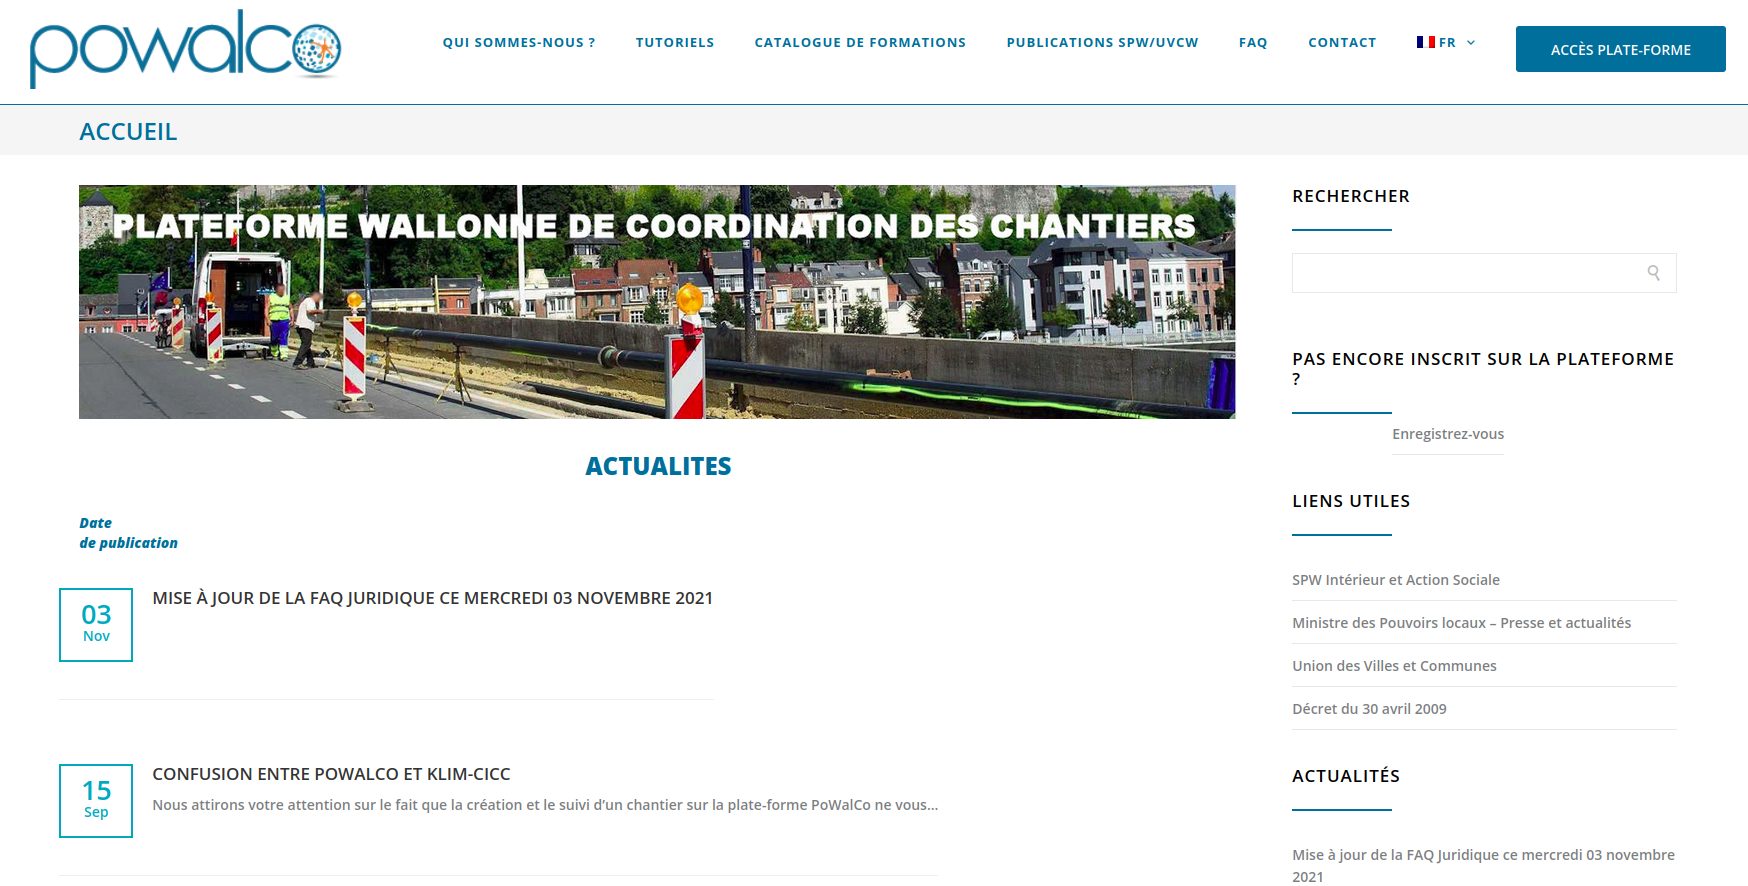 powalco
QUI SOMMES-NOUS ?
TUTORIELS
CATALOGUE DE FORMATIONS
PUBLICATIONS SPW/UVCW
FAQ
CONTACT
FR
ACCÈS PLATE-FORME
ACCUEIL
PLATEFORME WALLONNE DE COORDINATION DES CHANTIERS
ACTUALITES
Date
de publication
03
Nov
MISE À JOUR DE LA FAQ JURIDIQUE CE MERCREDI 03 NOVEMBRE 2021
15
Sep
CONFUSION ENTRE POWALCO ET KLIM-CICC
Nous attirons votre attention sur le fait que la création et le suivi d’un chantier sur la plate-forme PoWalCo ne vous…
RECHERCHER
PAS ENCORE INSCRIT SUR LA PLATEFORME
?
Enregistrez-vous
LIENS UTILES
SPW Intérieur et Action Sociale
Ministre des Pouvoirs locaux – Presse et actualités
Union des Villes et Communes
Décret du 30 avril 2009
ACTUALITÉS
Mise à jour de la FAQ Juridique ce mercredi 03 novembre
2021